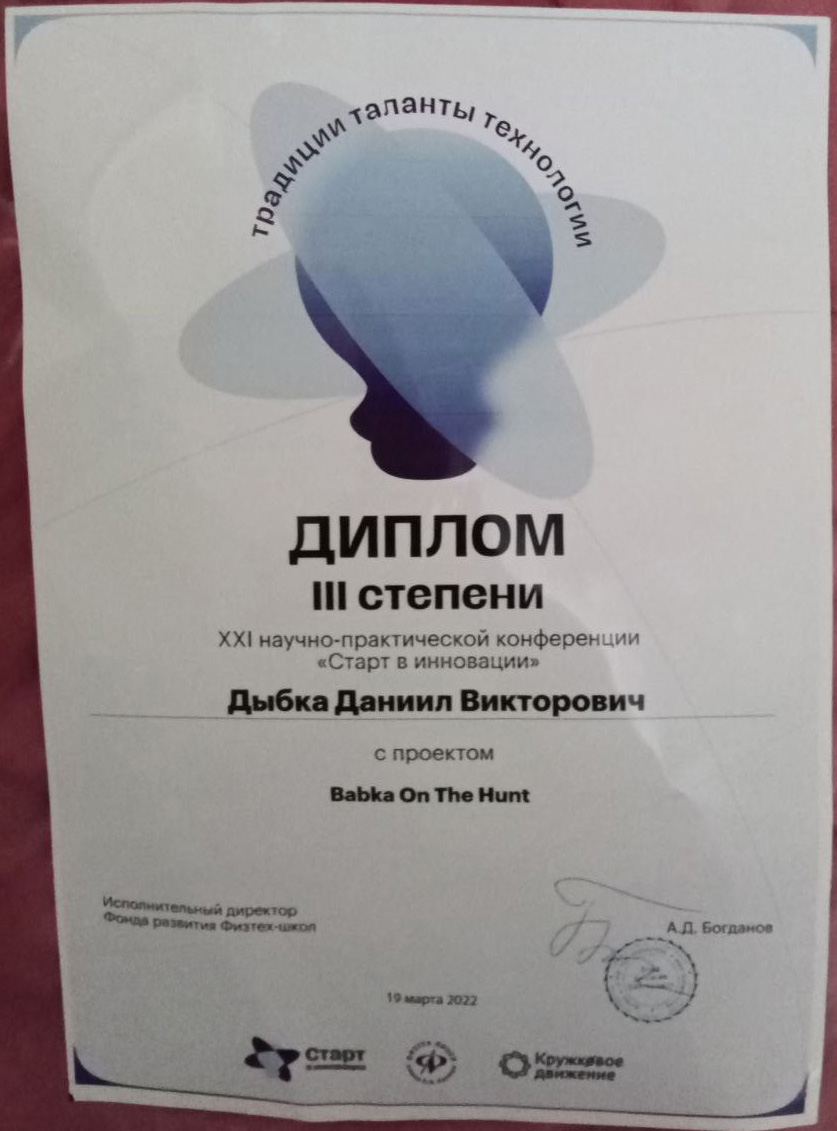 традиции таланты технологии
ДИПЛОМ
III степени
XXI научно-практической конференции
«Старт в инновации»
Дыбка Даниил Викторович
с проектом
Babka On The Hunt
Исполнительный директор
Фонда развития Физтех-школ
А.Д. Богданов
19 марта 2022
Старт
в инновации
Кружковое
движение